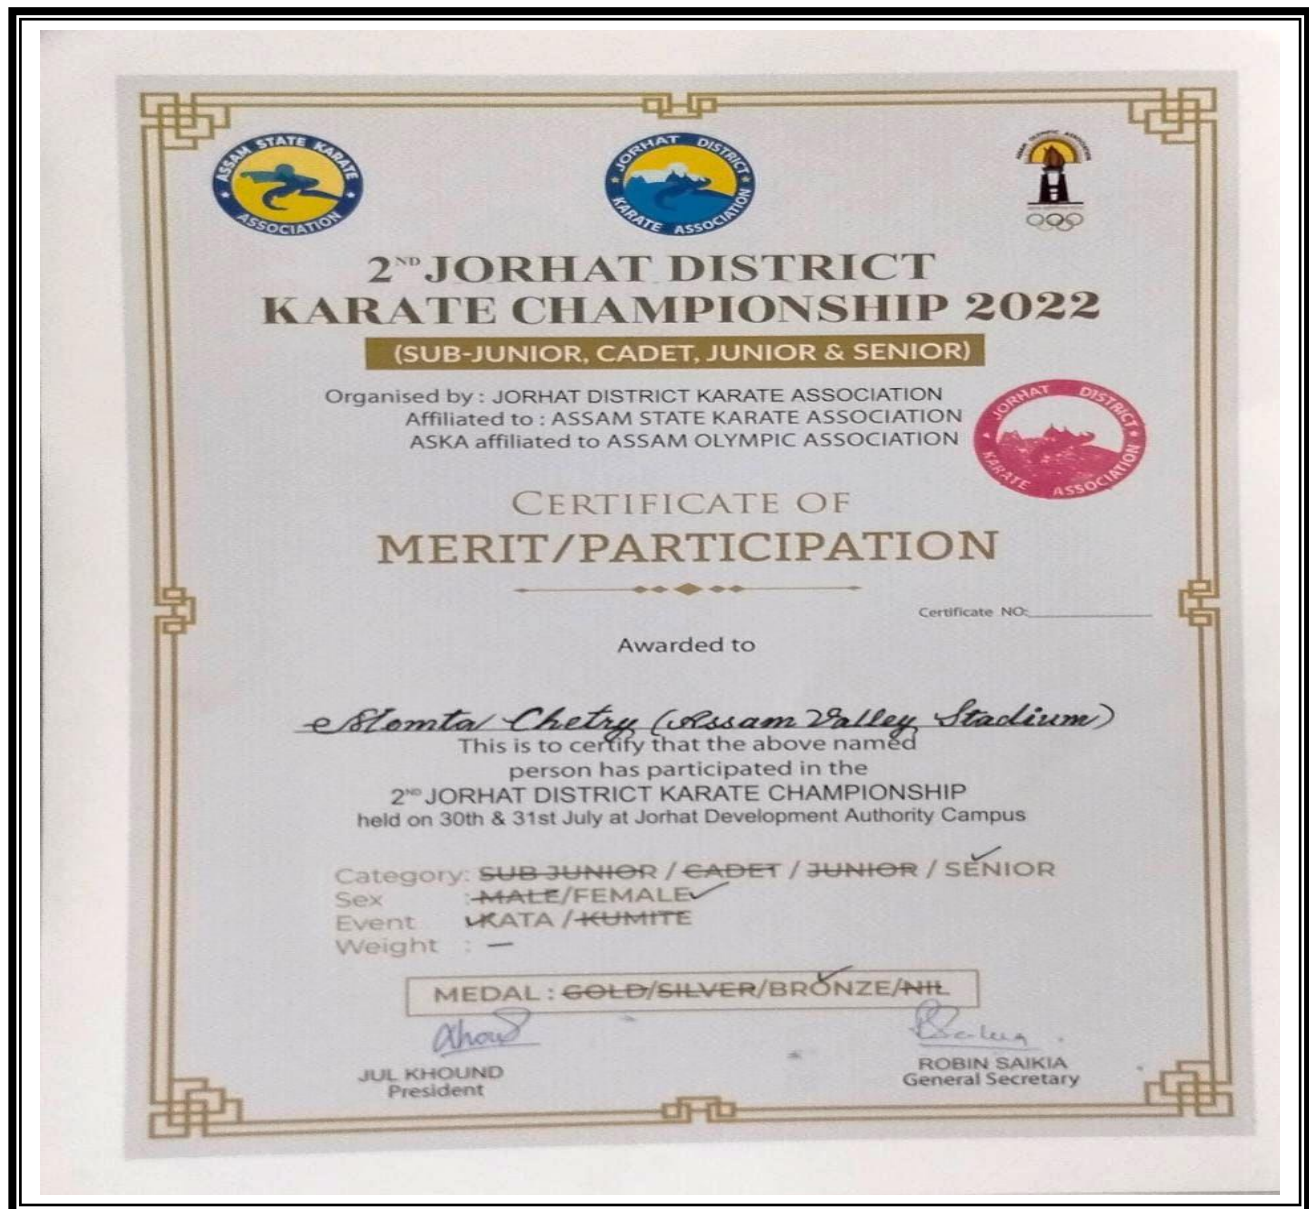 ASSAM STATE KARATE ASSOCIATION
JORHAT DISTRICT KARATE ASSOCIATION
ASSAM OLYMPIC ASSOCIATION
2ND JORHAT DISTRICT
KARATE CHAMPIONSHIP 2022
(SUB-JUNIOR, CADET, JUNIOR & SENIOR)
Organised by : JORHAT DISTRICT KARATE ASSOCIATION
Affiliated to : ASSAM STATE KARATE ASSOCIATION
ASKA affiliated to ASSAM OLYMPIC ASSOCIATION
JORHAT DISTRICT KARATE ASSOCIATION
CERTIFICATE OF
MERIT/PARTICIPATION
Certificate NO:
Awarded to
Momta Chetry (Assam Valley Stadium)
This is to certify that the above named
person has participated in the
2ND JORHAT DISTRICT KARATE CHAMPIONSHIP
held on 30th & 31st July at Jorhat Development Authority Campus
Category: SUB JUNIOR / CADET / JUNIOR / SENIOR
Sex : MALE/FEMALE
Event KATA / KUMITE
Weight : —
MEDAL : GOLD/SILVER/BRONZE/NIL
JUL KHOUND
President
ROBIN SAIKIA
General Secretary